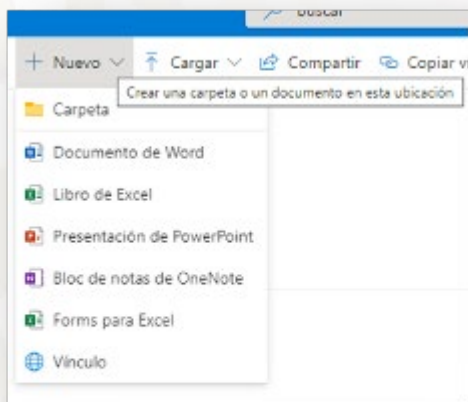 Buscar
Nuevo Cargar Compartir Copiar
Crear una carpeta o un documento en esta ubicación
Carpeta
Documento de Word
Libro de Excel
Presentación de PowerPoint
Bloc de notas de OneNote
Forms para Excel
Vínculo